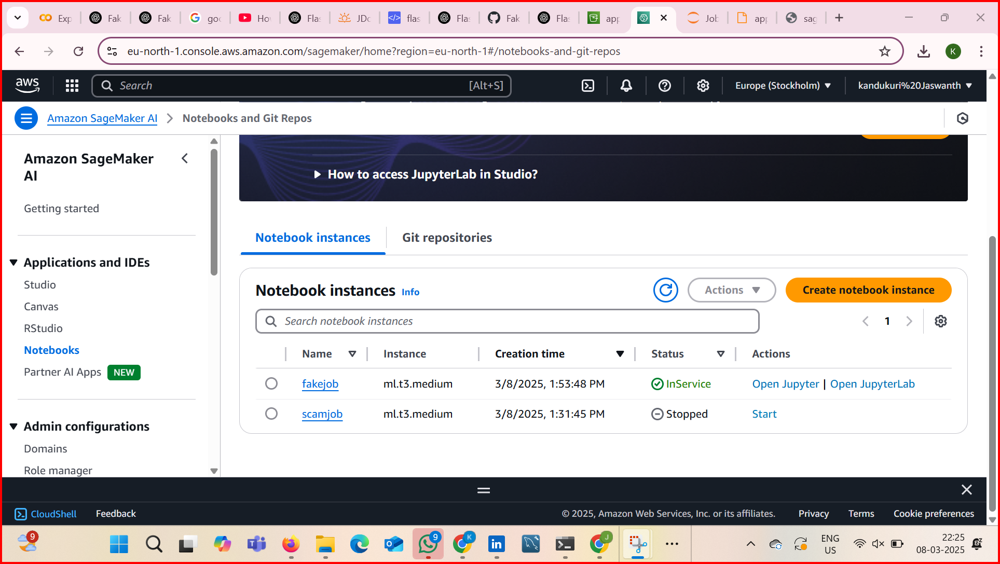 Exp
Fak
Fak
goo
Ho
Flas
JDo
flas
Flas
Fak
Flas
app
Job
app
sag
eu-north-1.console.aws.amazon.com/sagemaker/home?region=eu-north-1#/notebooks-and-git-repos
K
aws
Search
[Alt+S]
Europe (Stockholm)
kandukuri%20Jaswanth
Amazon SageMaker AI
Notebooks and Git Repos
Amazon SageMaker
AI
Getting started
Applications and IDEs
Studio
Canvas
RStudio
Notebooks
Partner AI Apps NEW
Admin configurations
Domains
Role manager
How to access JupyterLab in Studio?
Notebook instances
Git repositories
Notebook instances Info
Actions
Create notebook instance
Search notebook instances
1
Name Instance Creation time Status Actions
fakejob ml.t3.medium 3/8/2025, 1:53:48 PM InService Open Jupyter | Open JupyterLab
scamjob ml.t3.medium 3/8/2025, 1:31:45 PM Stopped Start
CloudShell
Feedback
© 2025, Amazon Web Services, Inc. or its affiliates.
Privacy
Terms
Cookie preferences
9
9
K
in
J
ENG
US
22:25
08-03-2025